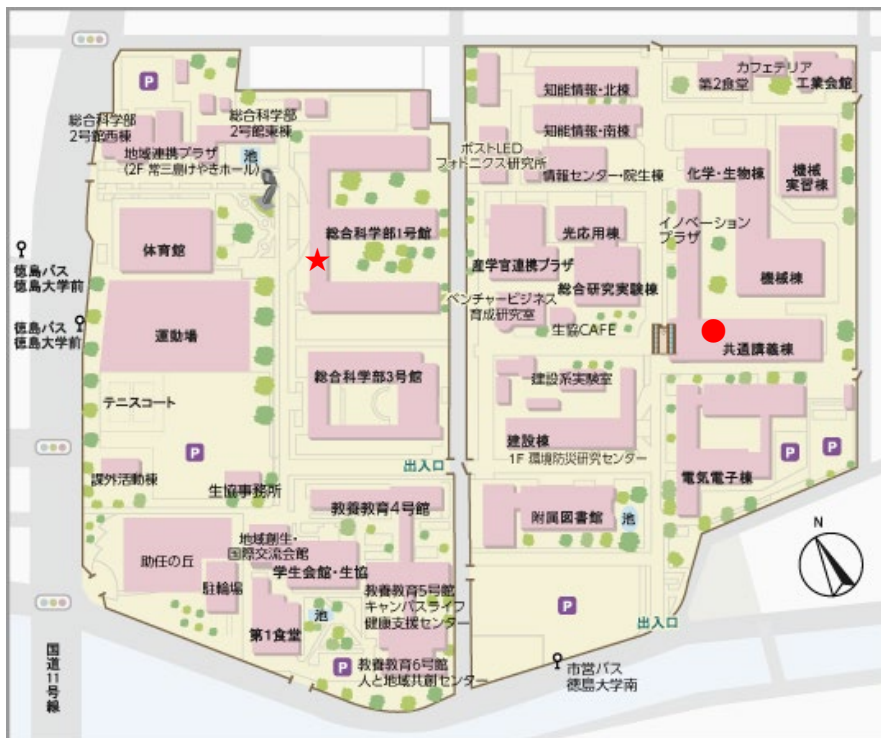 P
総合科学部
2号館西棟
総合科学部
2号館東棟
地域連携プラザ
(2F 常三島けやきホール)
池
体育館
総合科学部1号館
徳島バス
徳島大学前
徳島バス
徳島大学前
運動場
総合科学部3号館
テニスコート
P
出入口
課外活動棟
生協事務所
教養教育4号館
助任の丘
地域創生・
国際交流会館
学生会館・生協
駐輪場
教養教育5号館
キャンパスライフ
健康支援センター
第1食堂
池
P
教養教育6号館
人と地域共創センター
国道11号線
知能情報・北棟
カフェテリア
第2食堂
工業会館
知能情報・南棟
ポストLED
フォトニクス研究所
情報センター・院生棟
化学・生物棟
機械
実習棟
イノベーション
プラザ
光応用棟
産学官連携プラザ
総合研究実験棟
機械棟
ベンチャービジネス
育成研究室
生協CAFE
共通講義棟
建設系実験室
建設棟
1F 環境防災研究センター
P
P
電気電子棟
附属図書館
池
N
P
出入口
市営バス
徳島大学南